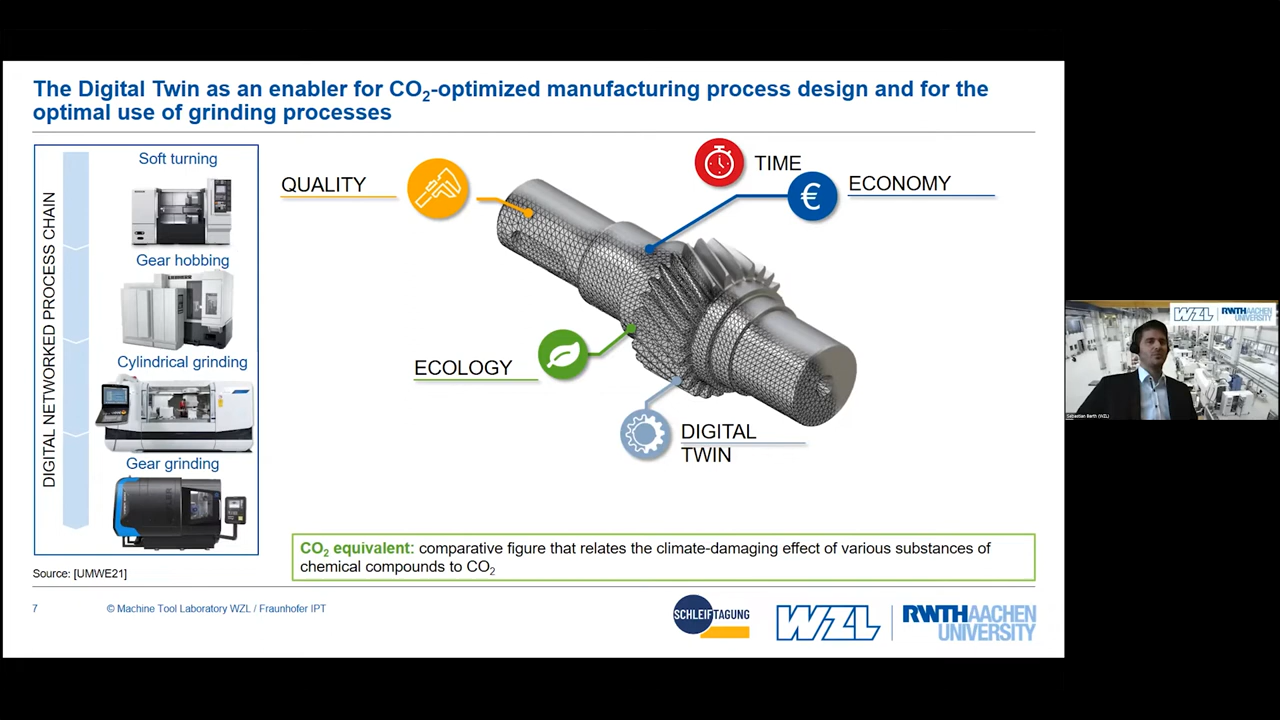 The Digital Twin as an enabler for CO2-optimized manufacturing process design and for the
optimal use of grinding processes
DIGITAL NETWORKED PROCESS CHAIN
Soft turning
Gear hobbing
Cylindrical grinding
Gear grinding
QUALITY
TIME
€
ECONOMY
ECOLOGY
DIGITAL
TWIN
CO2 equivalent: comparative figure that relates the climate-damaging effect of various substances of
chemical compounds to CO2
Source: [UMWE21]
7
© Machine Tool Laboratory WZL / Fraunhofer IPT
SCHLEIFTAGUNG
WZL
RWTHAACHEN
UNIVERSITY
WZL
RWTHAACHEN
UNIVERSITY
Sebastian Barth (WZL)